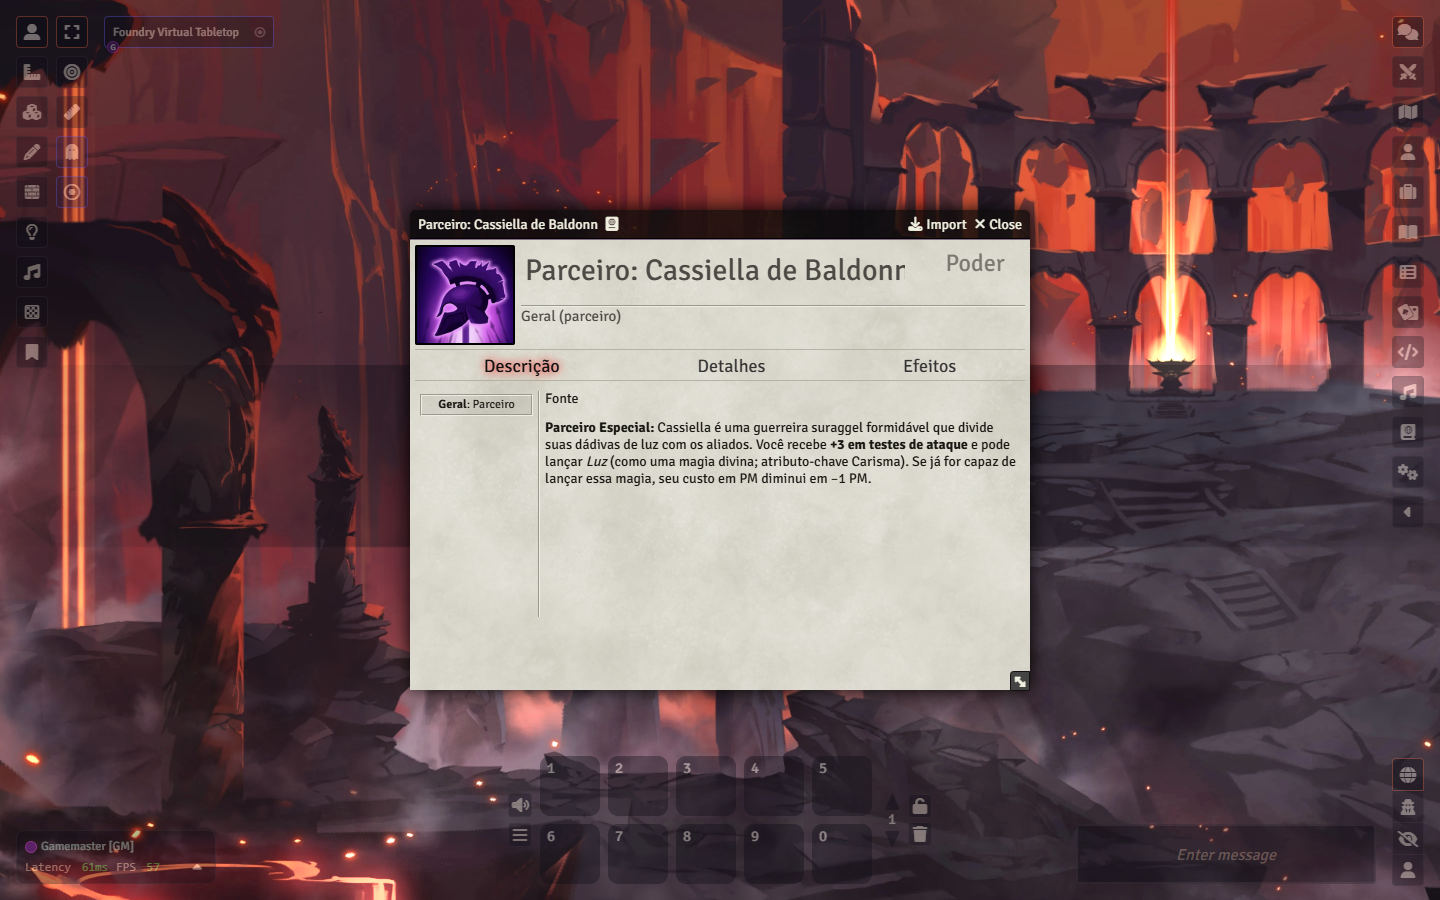 Foundry Virtual Tabletop
G
Parceiro: Cassiella de Baldonn
Import
Close
Parceiro: Cassiella de Baldonr
Poder
Geral (parceiro)
Descrição
Detalhes
Efeitos
Geral: Parceiro
Fonte
Parceiro Especial: Cassiella é uma guerreira suraggel formidável que divide
suas dádivas de luz com os aliados. Você recebe +3 em testes de ataque e pode
lançar Luz (como uma magia divina; atributo-chave Carisma). Se já for capaz de
lançar essa magia, seu custo em PM diminui em −1 PM.
1 2 3 4 5
1
6 7 8 9 0
Gamemaster [GM]
Latency 61ms FPS 57
Enter message